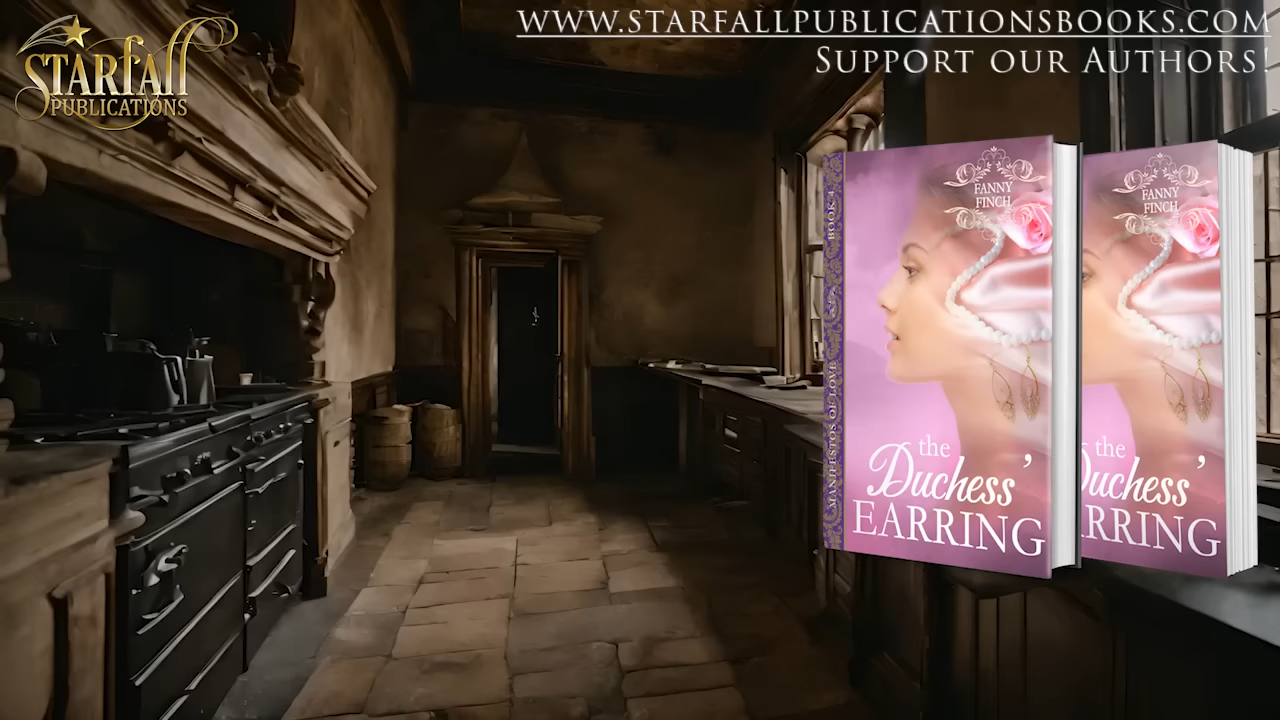 STARfall
PUBLICATIONS
WWW.STARFALLPUBLICATIONSBOOKS.COM
SUPPORT OUR AUTHORS!
BOOK 4
MANIFESTOS OF LOVE
FANNY
FINCH
the
Duchess'
EARRING
FANNY
FINCH
the
Duchess'
RRING